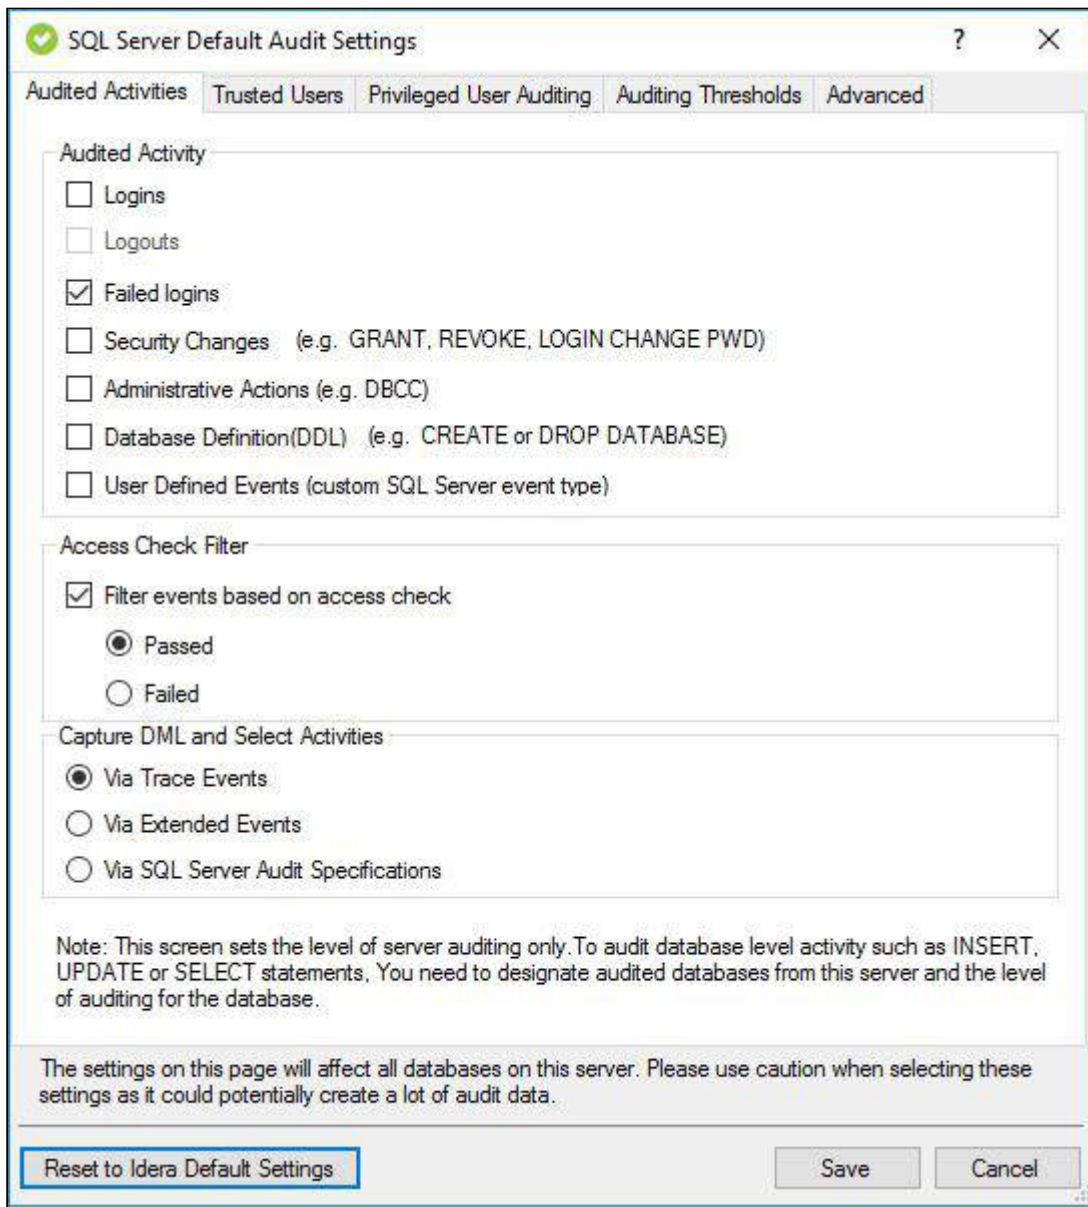 SQL Server Default Audit Settings ?
Audited Activities Trusted Users Privileged User Auditing Auditing Thresholds Advanced
Audited Activity
Logins
Logouts
Failed logins
Security Changes (e.g. GRANT, REVOKE, LOGIN CHANGE PWD)
Administrative Actions (e.g. DBCC)
Database Definition(DDL) (e.g. CREATE or DROP DATABASE)
User Defined Events (custom SQL Server event type)
Access Check Filter
Filter events based on access check
Passed
Failed
Capture DML and Select Activities
Via Trace Events
Via Extended Events
Via SQL Server Audit Specifications
Note: This screen sets the level of server auditing only.To audit database level activity such as INSERT,
UPDATE or SELECT statements, You need to designate audited databases from this server and the level
of auditing for the database.
The settings on this page will affect all databases on this server. Please use caution when selecting these
settings as it could potentially create a lot of audit data.
Reset to Idera Default Settings Save Cancel